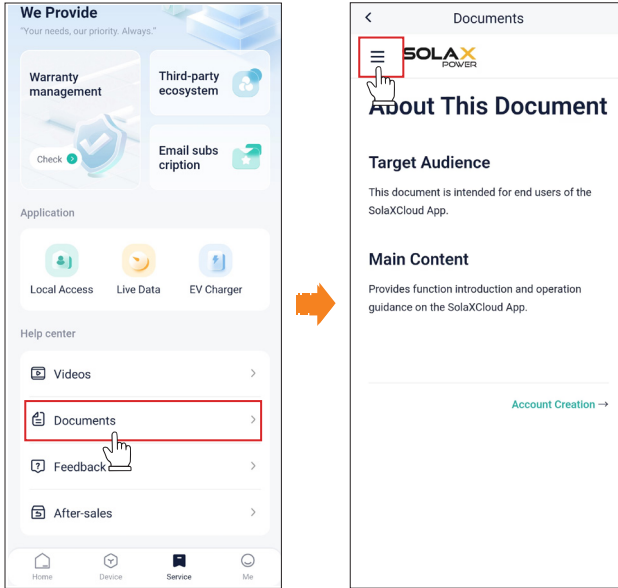 We Provide
"Your needs, our priority. Always."
Warranty
management
Check
Third-party
ecosystem
Email subs
cription
Application
Local Access
Live Data
EV Charger
Help center
Videos
Documents
Feedback
After-sales
Home
Device
Service
Me
Documents
SOLAX
POWER
About This Document
Target Audience
This document is intended for end users of the
SolaXCloud App.
Main Content
Provides function introduction and operation
guidance on the SolaXCloud App.
Account Creation →